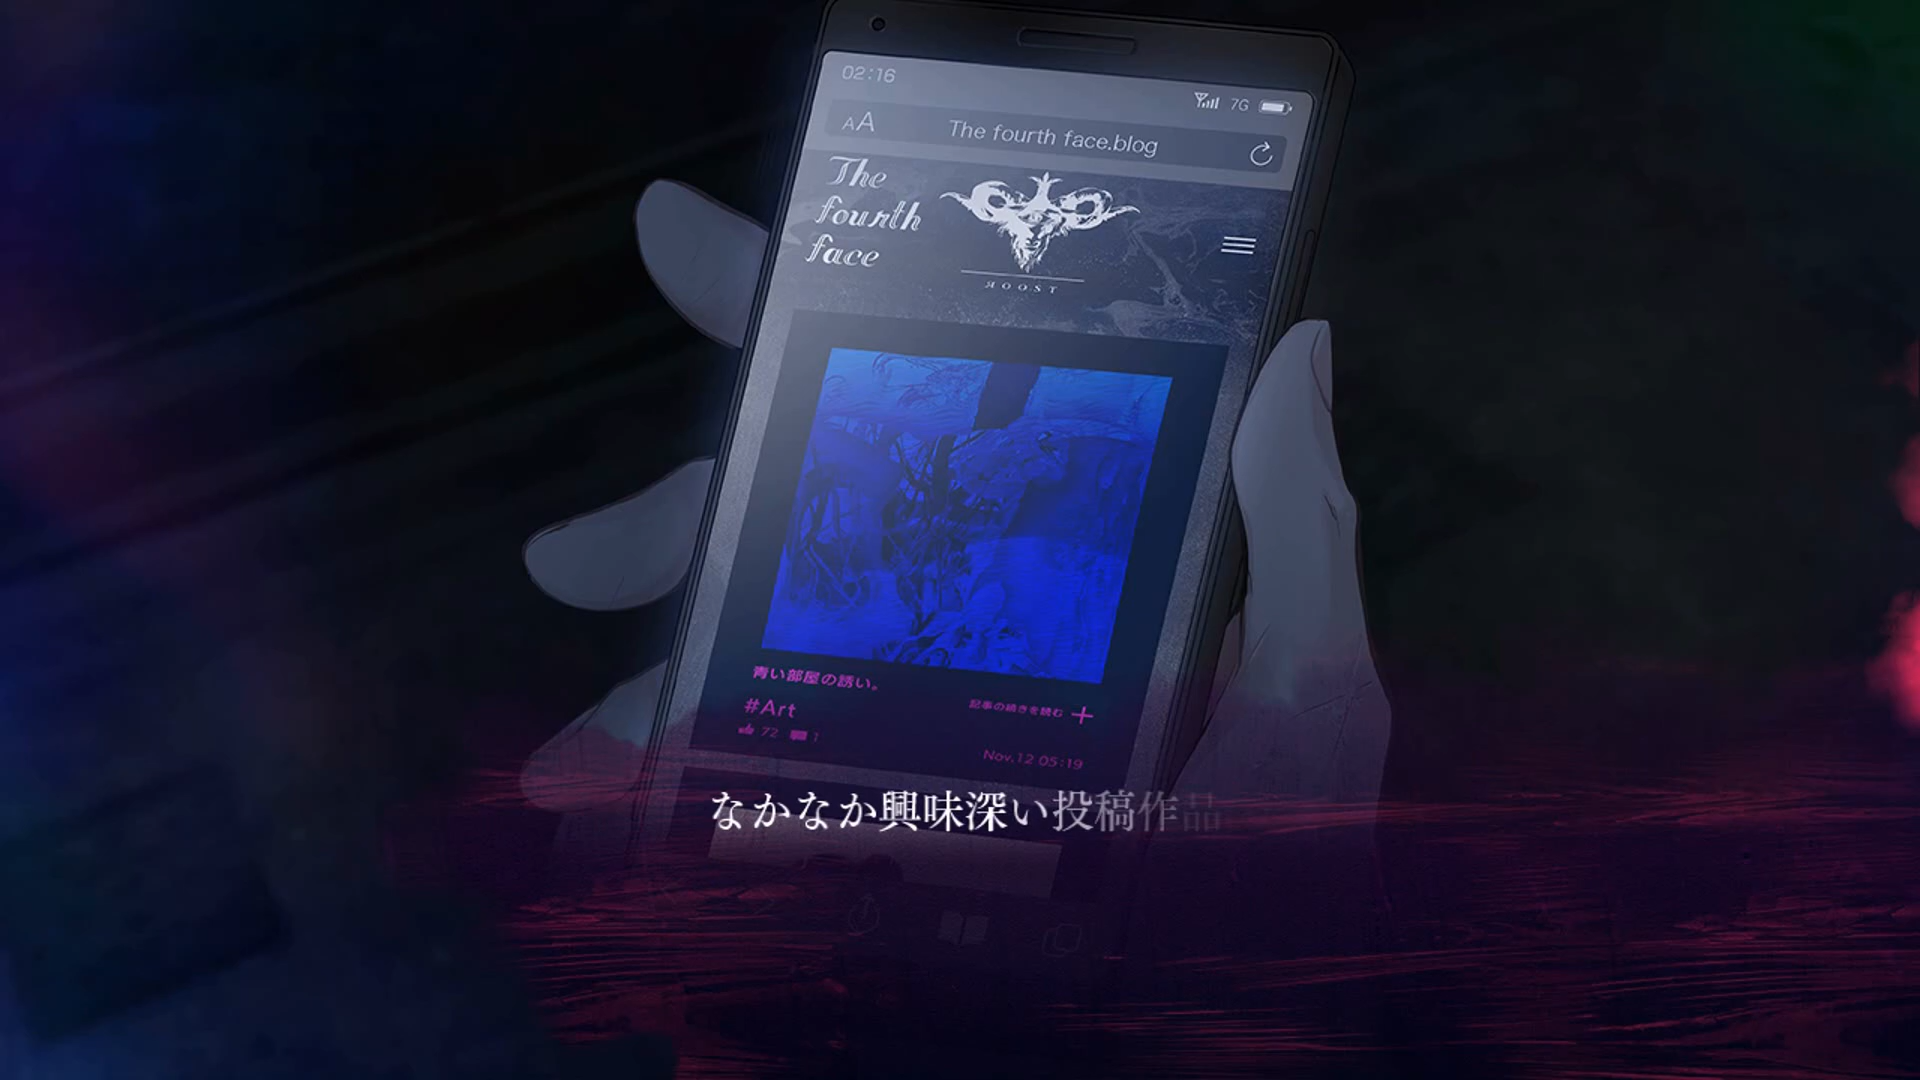 02:16
7G
AA
The fourth face.blog
The
fourth
face
ROOST
青い部屋の誘い。
#Art
記事の続きを読む
72 1
Nov.12 05:19
なかなか興味深い投稿作品